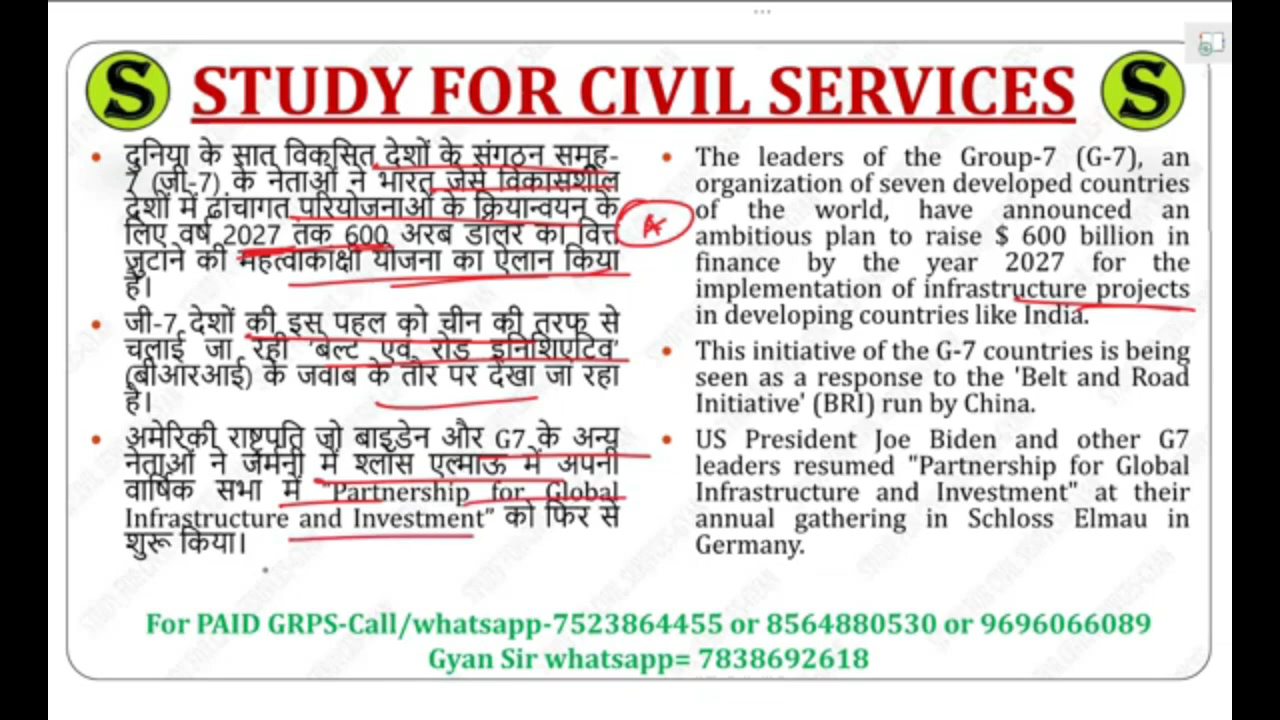 S STUDY FOR CIVIL SERVICES S
• दुनिया के सात विकसित देशों के संगठन समूह-
7 (जी-7) के नेताओं ने भारत जैसे विकासशील
देशों में ढांचागत परियोजनाओं के क्रियान्वयन के
लिए वर्ष 2027 तक 600 अरब डॉलर का वित्त
जुटाने की महत्वाकांक्षी योजना का ऐलान किया
है।
• जी-7 देशों की इस पहल को चीन की तरफ से
चलाई जा रही 'बेल्ट एवं रोड इनिशिएटिव'
(बीआरआई) के जवाब के तौर पर देखा जा रहा
है।
• अमेरिकी राष्ट्रपति जो बाइडेन और G7 के अन्य
नेताओं ने जर्मनी में श्लॉस एल्माऊ में अपनी
वार्षिक सभा में "Partnership for Global
Infrastructure and Investment" को फिर से
शुरू किया।
• The leaders of the Group-7 (G-7), an
organization of seven developed countries
of the world, have announced an
ambitious plan to raise $ 600 billion in
finance by the year 2027 for the
implementation of infrastructure projects
in developing countries like India.
• This initiative of the G-7 countries is being
seen as a response to the 'Belt and Road
Initiative' (BRI) run by China.
• US President Joe Biden and other G7
leaders resumed "Partnership for Global
Infrastructure and Investment" at their
annual gathering in Schloss Elmau in
Germany.
For PAID GRPS-Call/whatsapp-7523864455 or 8564880530 or 9696066089
Gyan Sir whatsapp= 7838692618